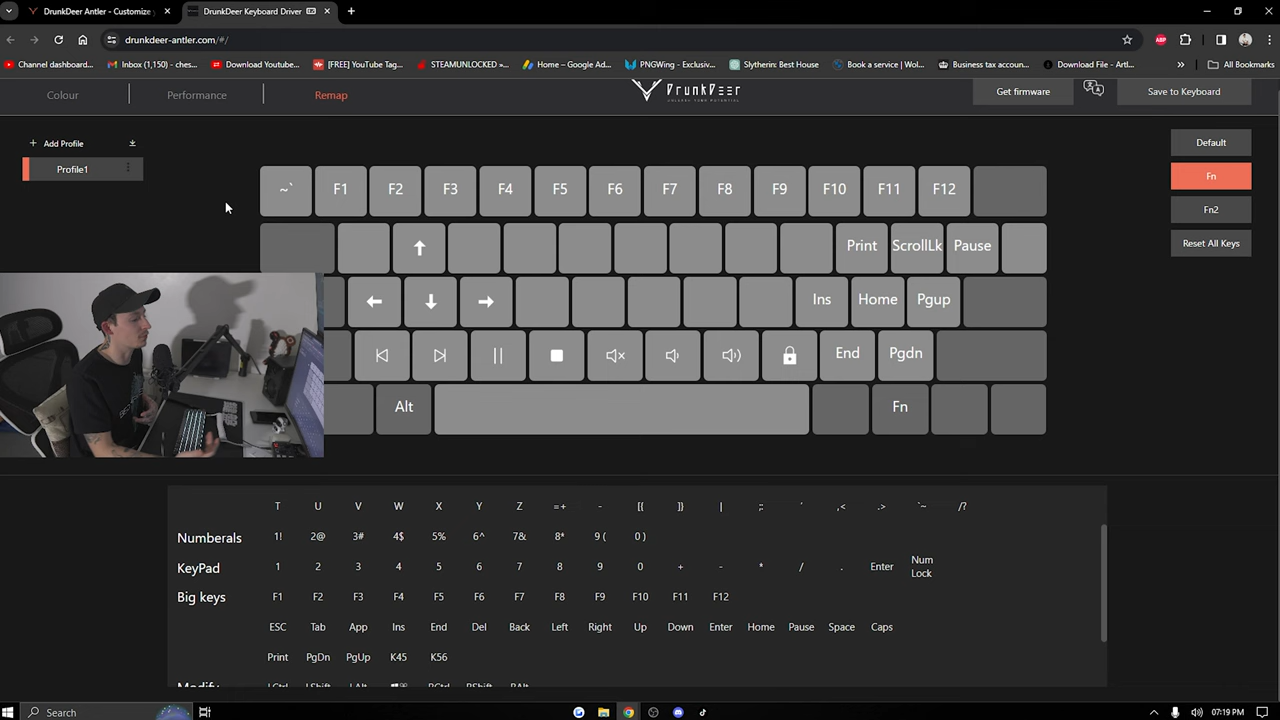 DrunkDeer Antler - Customize
DrunkDeer Keyboard Driver
drunkdeer-antler.com/#/
Channel dashboard...
Inbox (1,150) - ches...
Download Youtube...
[FREE] YouTube Tag...
STEAMUNLOCKED »...
Home – Google Ad...
PNGWing - Exclusiv...
Slytherin: Best House
Book a service | Wol...
Business tax accoun...
Download File - Artl...
»
All Bookmarks
Colour
Performance
Remap
DrunkDeer
Get firmware
Save to Keyboard
+ Add Profile
Profile1
Default
Fn
Fn2
Reset All Keys
~` F1 F2 F3 F4 F5 F6 F7 F8 F9 F10 F11 F12
Print ScrollLk Pause
Ins Home Pgup
End Pgdn
Alt Fn
T U V W X Y Z =+ - [{ ]} | ;: ´ ,< .> `~ /?
Numberals 1! 2@ 3# 4$ 5% 6^ 7& 8* 9 ( 0 )
KeyPad 1 2 3 4 5 6 7 8 9 0 + - * / . Enter Num Lock
Big keys F1 F2 F3 F4 F5 F6 F7 F8 F9 F10 F11 F12
ESC Tab App Ins End Del Back Left Right Up Down Enter Home Pause Space Caps
Print PgDn PgUp K45 K56
Modify LCtrl LShift LAlt RCtrl RShift RAlt
Search
07:19 PM